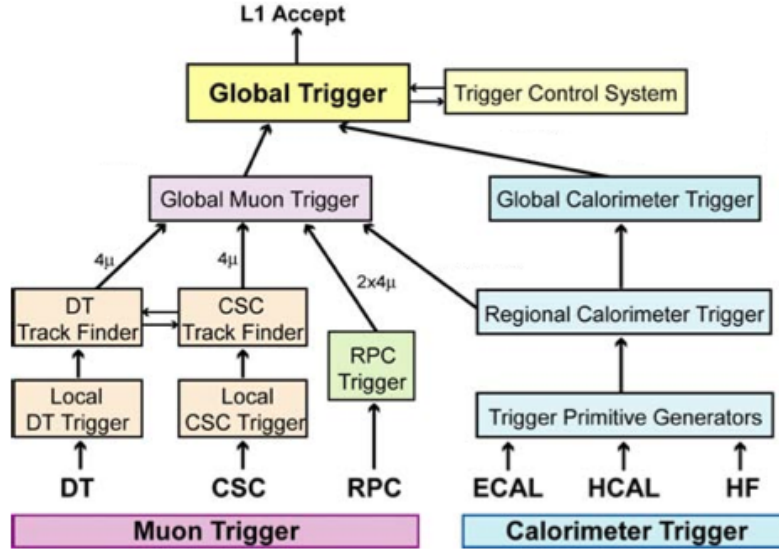 L1 Accept
Global Trigger
Trigger Control System
Global Muon Trigger
Global Calorimeter Trigger
4μ
4μ
2x4μ
DT
Track Finder
CSC
Track Finder
Regional Calorimeter Trigger
RPC
Trigger
Local
DT Trigger
Local
CSC Trigger
Trigger Primitive Generators
DT
CSC
RPC
ECAL
HCAL
HF
Muon Trigger
Calorimeter Trigger